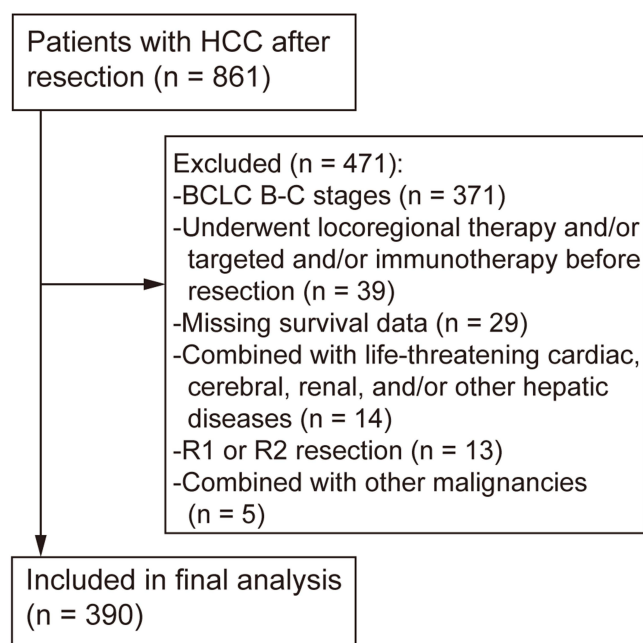 Patients with HCC after
resection (n = 861)
Excluded (n = 471):
-BCLC B-C stages (n = 371)
-Underwent locoregional therapy and/or
targeted and/or immunotherapy before
resection (n = 39)
-Missing survival data (n = 29)
-Combined with life-threatening cardiac,
cerebral, renal, and/or other hepatic
diseases (n = 14)
-R1 or R2 resection (n = 13)
-Combined with other malignancies
(n = 5)
Included in final analysis
(n = 390)